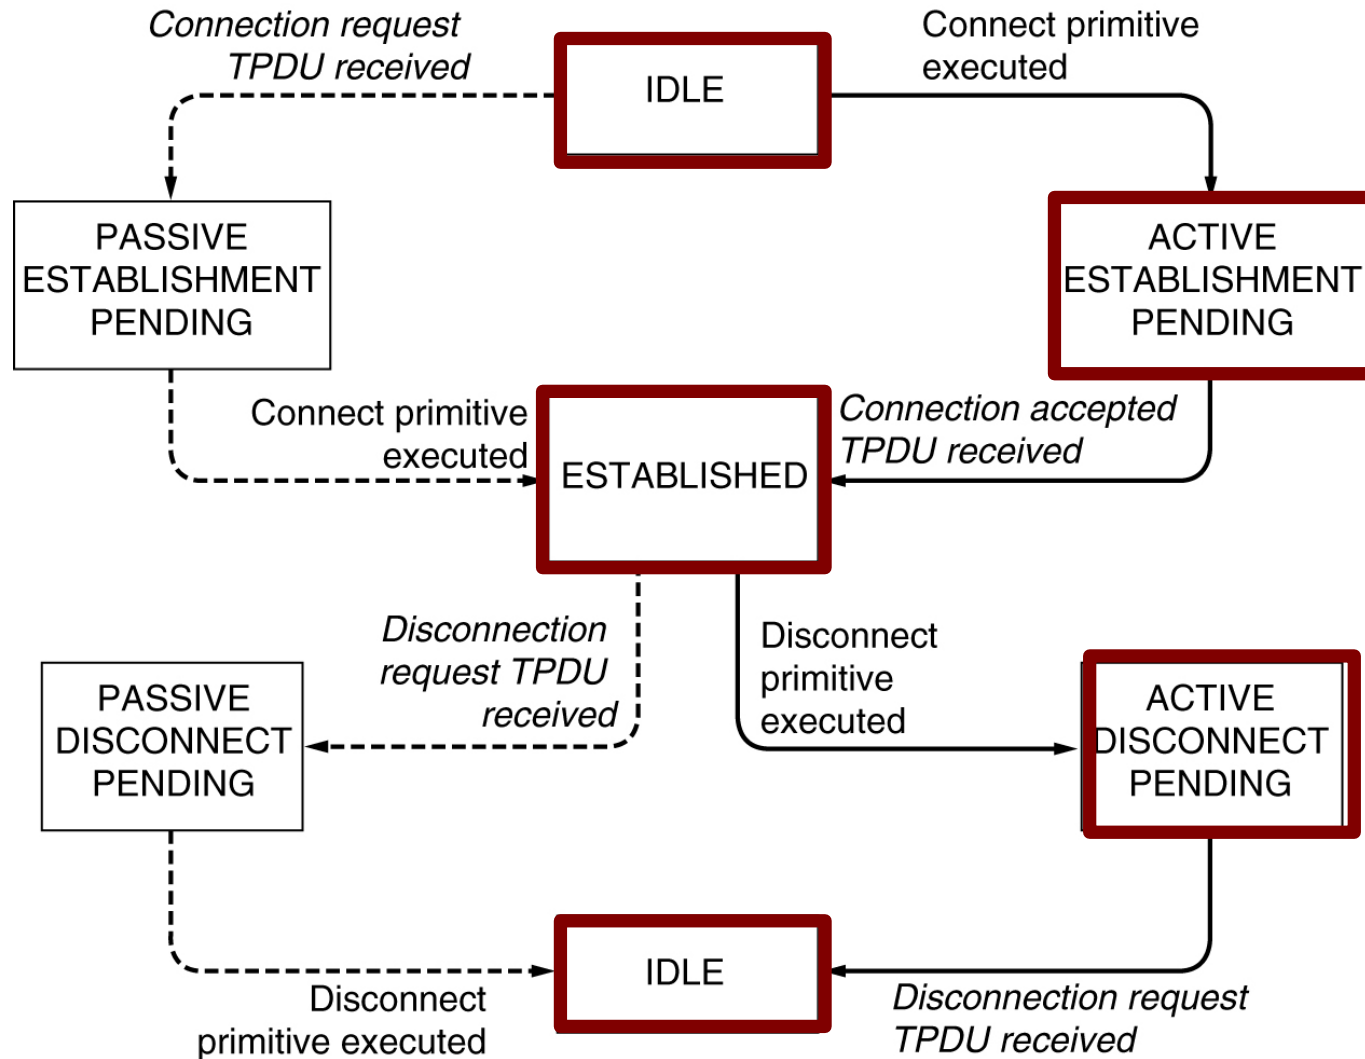 Connection request
TPDU received
IDLE
Connect primitive
executed
PASSIVE
ESTABLISHMENT
PENDING
ACTIVE
ESTABLISHMENT
PENDING
Connect primitive
executed
ESTABLISHED
Connection accepted
TPDU received
Disconnection
request TPDU
received
Disconnect
primitive
executed
PASSIVE
DISCONNECT
PENDING
ACTIVE
DISCONNECT
PENDING
Disconnect
primitive executed
IDLE
Disconnection request
TPDU received